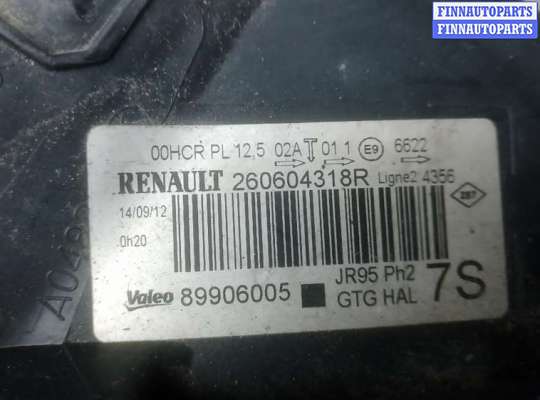 FINNAUTOPARTS
FINNAUTOPARTS
00HCR PL 12,5 02A 01 1 E9 6622
RENAULT 260604318R Ligne2 4356
14/09/12
0h20
287
Valeo 89906005 JR95 Ph2 7S
GTG HAL